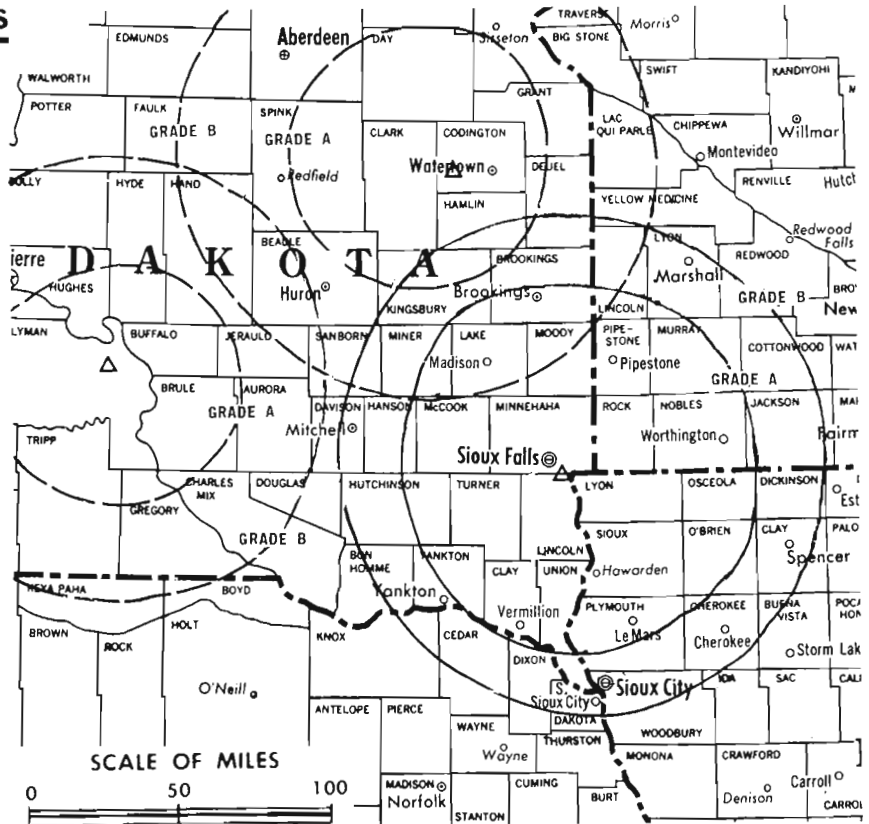 S
TRAVERSE
Morris
EDMUNDS
Aberdeen
DAY
Sisseton
BIG STONE
WALWORTH
SWIFT
KANDIYOHI
POTTER
FAULK
SPINK
GRANT
GRADE B
GRADE A
CLARK
CODINGTON
LAC
QUI PARLE
CHIPPEWA
Willmar
Redfield
Watertown
DEUEL
Montevideo
HYDE
HAND
RENVILLE
Hutch
HAMLIN
YELLOW MEDICINE
BEADLE
LYON
REDWOOD
Redwood
Falls
DAKOTA
BROOKINGS
Marshall
HUGHES
Huron
Brookings
GRADE B
BRO
New
KINGSBURY
LINCOLN
LYMAN
BUFFALO
JERAULD
SANBORN
MINER
LAKE
MOODY
PIPE-
STONE
MURRAY
COTTONWOOD
WAT
Madison
Pipestone
BRULE
AURORA
GRADE A
GRADE A
DAVISON
HANSON
McCOOK
MINNEHAHA
ROCK
NOBLES
JACKSON
MAR
Mitchell
Worthington
Fairm
TRIPP
Sioux Falls
CHARLES
MIX
DOUGLAS
HUTCHINSON
TURNER
LYON
OSCEOLA
DICKINSON
Est
GREGORY
SIOUX
O'BRIEN
CLAY
PALO
GRADE B
LINCOLN
Spencer
BON
HOMME
YANKTON
CLAY
UNION
Hawarden
KEYA PAHA
BOYD
Yankton
PLYMOUTH
CHEROKEE
BUENA
VISTA
POCA
HON
Vermillion
Le Mars
Cherokee
BROWN
ROCK
HOLT
KNOX
CEDAR
Storm Lak
DIXON
IDA
SAC
CALH
O'Neill
S.
Sioux City
Sioux City
ANTELOPE
PIERCE
DAKOTA
WAYNE
THURSTON
WOODBURY
SCALE OF MILES
Wayne
MONONA
CRAWFORD
0
50
100
MADISON
Norfolk
CUMING
BURT
Denison
Carroll
STANTON
CARROL